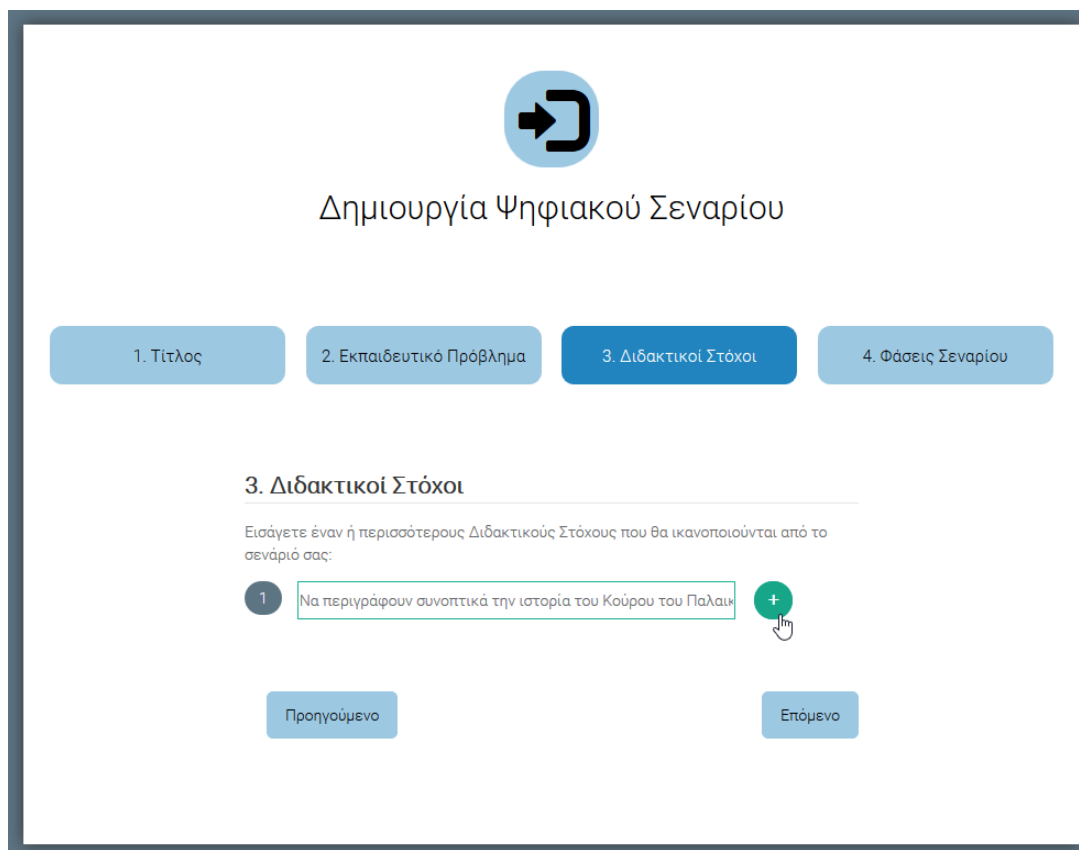 Δημιουργία Ψηφιακού Σεναρίου
1. Τίτλος
2. Εκπαιδευτικό Πρόβλημα
3. Διδακτικοί Στόχοι
4. Φάσεις Σεναρίου
3. Διδακτικοί Στόχοι
Εισάγετε έναν ή περισσότερους Διδακτικούς Στόχους που θα ικανοποιούνται από το
σενάριό σας:
1 Να περιγράφουν συνοπτικά την ιστορία του Κούρου του Παλαικ +
Προηγούμενο
Επόμενο